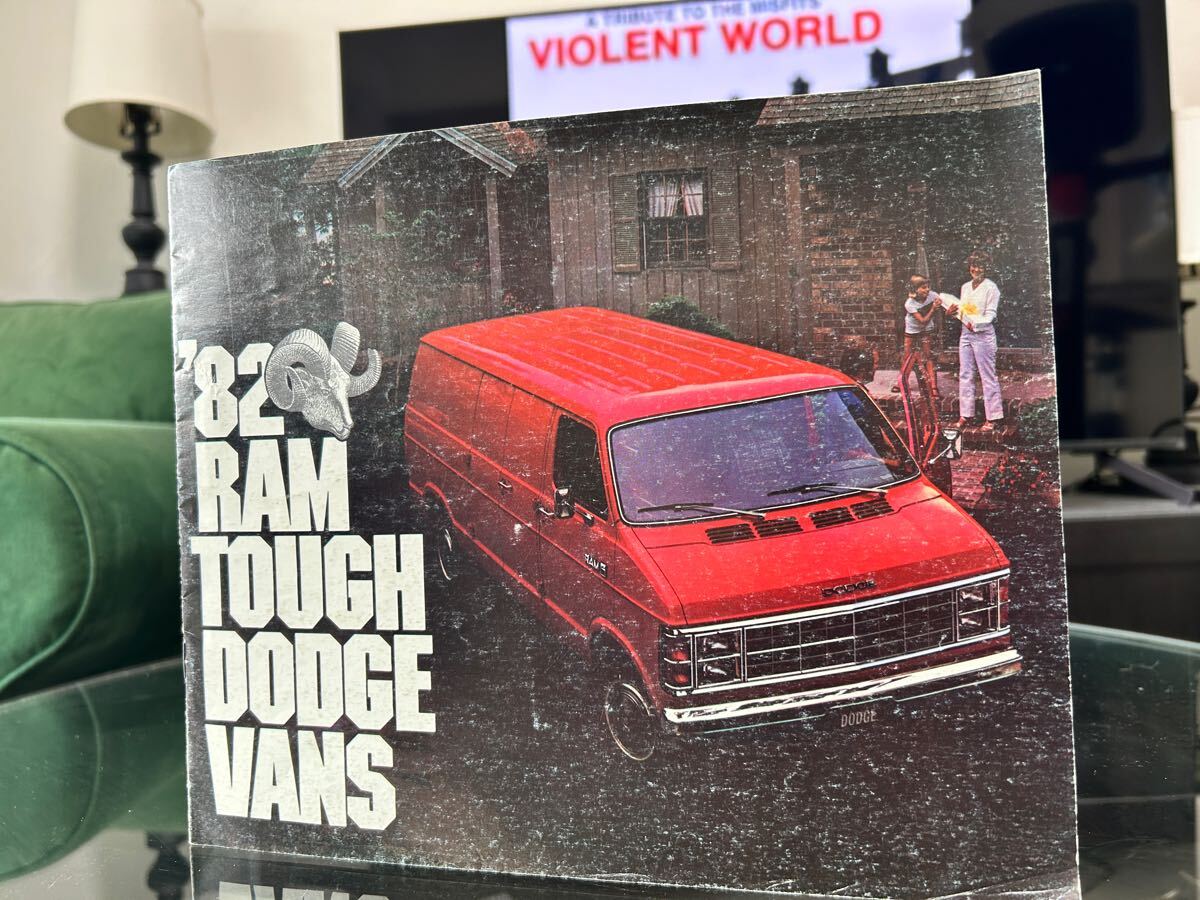 A TRIBUTE TO THE MISFITS
VIOLENT WORLD
'82
RAM
TOUGH
DODGE
VANS
RAM
DODGE
DODGE